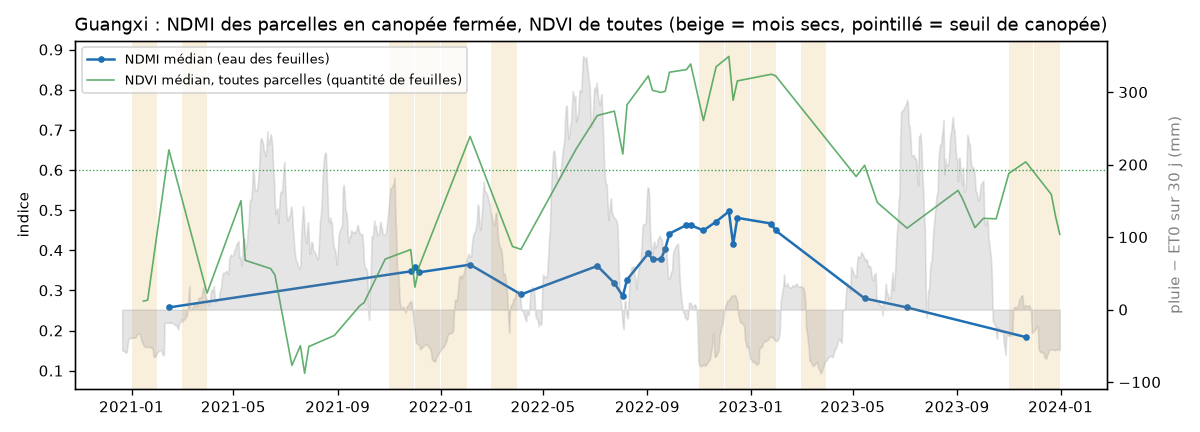 Guangxi : NDMI des parcelles en canopée fermée, NDVI de toutes (beige = mois secs, pointillé = seuil de canopée)
NDMI médian (eau des feuilles)
NDVI médian, toutes parcelles (quantité de feuilles)
indice
0.9
0.8
0.7
0.6
0.5
0.4
0.3
0.2
0.1
300
200
100
0
−100
pluie − ET0 sur 30 j (mm)
2021-01 2021-05 2021-09 2022-01 2022-05 2022-09 2023-01 2023-05 2023-09 2024-01